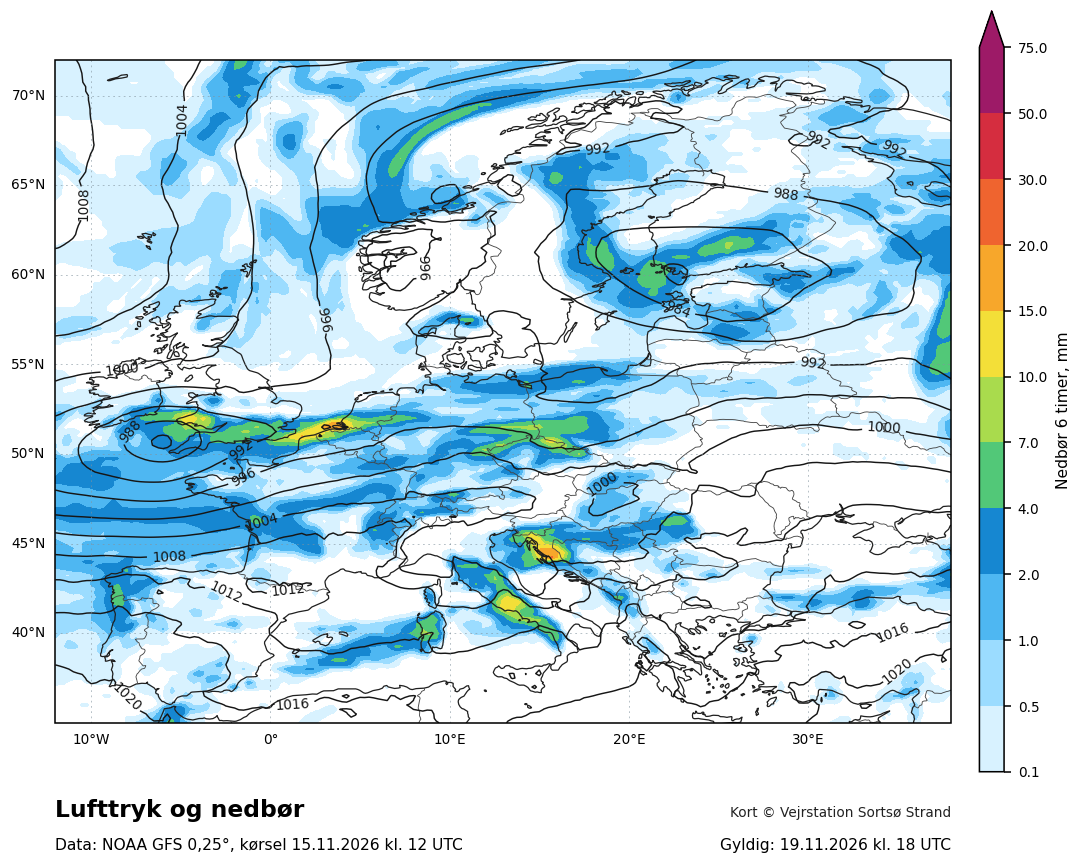 75.0
50.0
30.0
20.0
15.0
10.0
7.0
4.0
2.0
1.0
0.5
0.1
Nedbør 6 timer, mm
70°N
65°N
60°N
55°N
50°N
45°N
40°N
10°W
0°
10°E
20°E
30°E
1004
1008
992
992
992
988
996
996
984
1000
992
988
992
996
1000
1000
1004
1008
1012
1012
1016
1020
1020
1016
Lufttryk og nedbør
Kort © Vejrstation Sortsø Strand
Data: NOAA GFS 0,25°, kørsel 15.11.2026 kl. 12 UTC
Gyldig: 19.11.2026 kl. 18 UTC